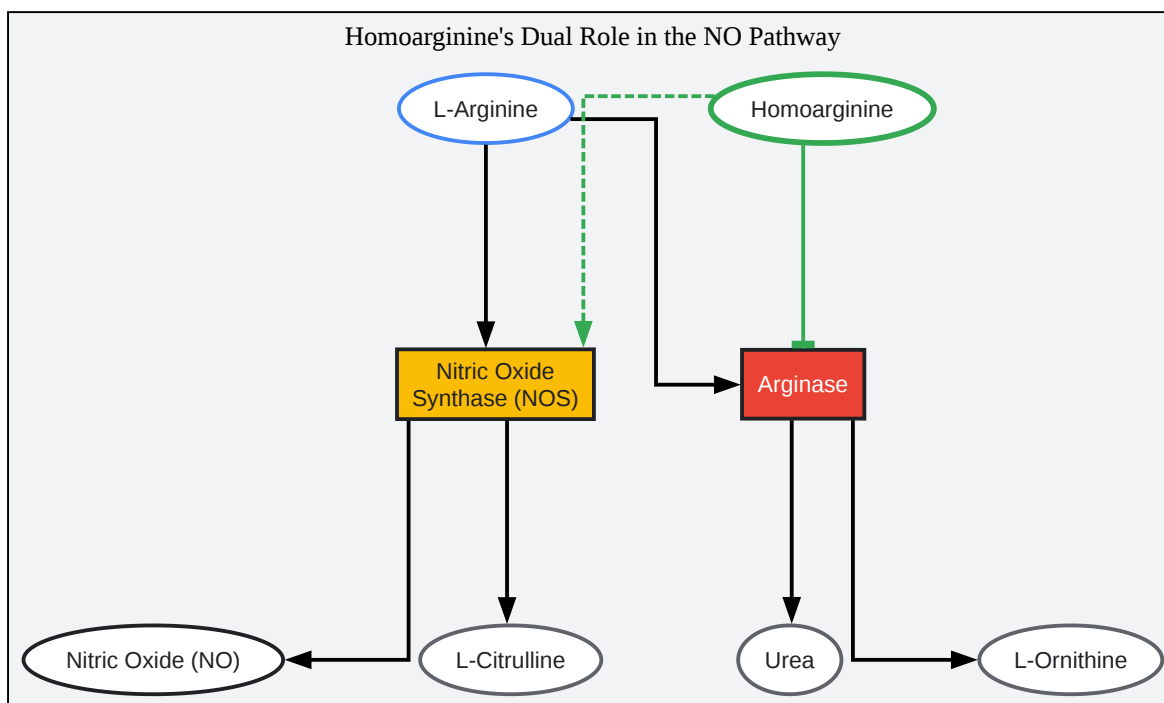 Homoarginine's Dual Role in the NO Pathway
L-Arginine
Homoarginine
Nitric Oxide
Synthase (NOS)
Arginase
Nitric Oxide (NO)
L-Citrulline
Urea
L-Ornithine